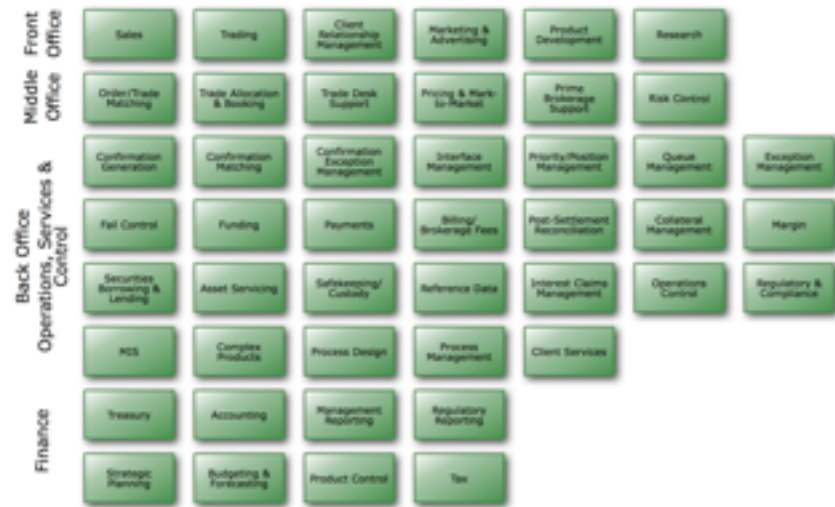 Front
Office
Sales
Trading
Client
Relationship
Management
Marketing &
Advertising
Product
Development
Research
Middle
Office
Order/Trade
Matching
Trade Allocation
& Booking
Trade Desk
Support
Pricing & Mark-
to-Market
Prime
Brokerage
Support
Risk Control
Back Office
Operations, Services &
Control
Confirmation
Generation
Confirmation
Matching
Confirmation
Exception
Management
Interface
Management
Priority/Position
Management
Queue
Management
Exception
Management
Fail Control
Funding
Payments
Billing/
Brokerage Fees
Post-Settlement
Reconciliation
Collateral
Management
Margin
Securities
Borrowing &
Lending
Asset Servicing
Safekeeping/
Custody
Reference Data
Interest Claims
Management
Operations
Control
Regulatory &
Compliance
MIS
Complex
Products
Process Design
Process
Management
Client Services
Finance
Treasury
Accounting
Management
Reporting
Regulatory
Reporting
Strategic
Planning
Budgeting &
Forecasting
Product Control
Tax